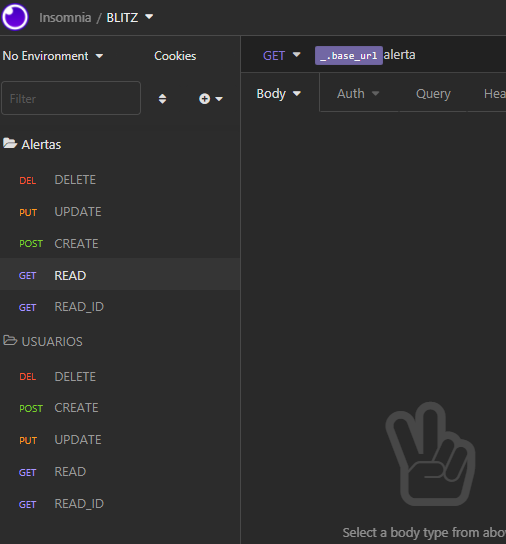 Insomnia / BLITZ
No Environment Cookies
GET _.base_url alerta
Filter
Body Auth Query Hea
Alertas
DEL DELETE
PUT UPDATE
POST CREATE
GET READ
GET READ_ID
USUARIOS
DEL DELETE
POST CREATE
PUT UPDATE
GET READ
GET READ_ID
Select a body type from abov